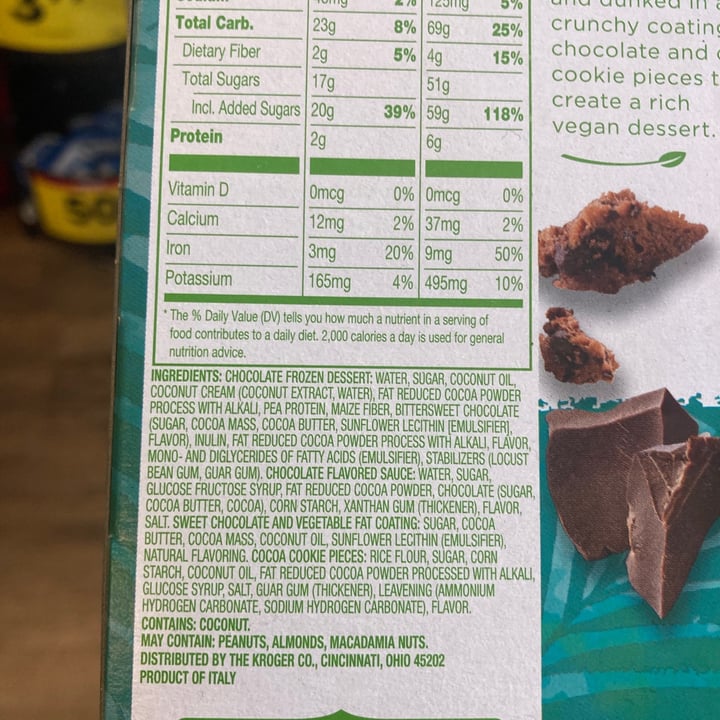 2% 125mg 5%
Total Carb. 23g 8% 69g 25%
Dietary Fiber 2g 5% 4g 15%
Total Sugars 17g 51g
Incl. Added Sugars 20g 39% 59g 118%
Protein 2g 6g
Vitamin D 0mcg 0% 0mcg 0%
Calcium 12mg 2% 37mg 2%
Iron 3mg 20% 9mg 50%
Potassium 165mg 4% 495mg 10%
* The % Daily Value (DV) tells you how much a nutrient in a serving of
food contributes to a daily diet. 2,000 calories a day is used for general
nutrition advice.
INGREDIENTS: CHOCOLATE FROZEN DESSERT: WATER, SUGAR, COCONUT OIL,
COCONUT CREAM (COCONUT EXTRACT, WATER), FAT REDUCED COCOA POWDER
PROCESS WITH ALKALI, PEA PROTEIN, MAIZE FIBER, BITTERSWEET CHOCOLATE
(SUGAR, COCOA MASS, COCOA BUTTER, SUNFLOWER LECITHIN [EMULSIFIER],
FLAVOR), INULIN, FAT REDUCED COCOA POWDER PROCESS WITH ALKALI, FLAVOR,
MONO- AND DIGLYCERIDES OF FATTY ACIDS (EMULSIFIER), STABILIZERS (LOCUST
BEAN GUM, GUAR GUM). CHOCOLATE FLAVORED SAUCE: WATER, SUGAR,
GLUCOSE FRUCTOSE SYRUP, FAT REDUCED COCOA POWDER, CHOCOLATE (SUGAR,
COCOA BUTTER, COCOA), CORN STARCH, XANTHAN GUM (THICKENER), FLAVOR,
SALT. SWEET CHOCOLATE AND VEGETABLE FAT COATING: SUGAR, COCOA
BUTTER, COCOA MASS, COCONUT OIL, SUNFLOWER LECITHIN (EMULSIFIER),
NATURAL FLAVORING. COCOA COOKIE PIECES: RICE FLOUR, SUGAR, CORN
STARCH, COCONUT OIL, FAT REDUCED COCOA POWDER PROCESSED WITH ALKALI,
GLUCOSE SYRUP, SALT, GUAR GUM (THICKENER), LEAVENING (AMMONIUM
HYDROGEN CARBONATE, SODIUM HYDROGEN CARBONATE), FLAVOR.
CONTAINS: COCONUT.
MAY CONTAIN: PEANUTS, ALMONDS, MACADAMIA NUTS.
DISTRIBUTED BY THE KROGER CO., CINCINNATI, OHIO 45202
PRODUCT OF ITALY
and dunked in
crunchy coating
chocolate and
cookie pieces t
create a rich
vegan dessert.